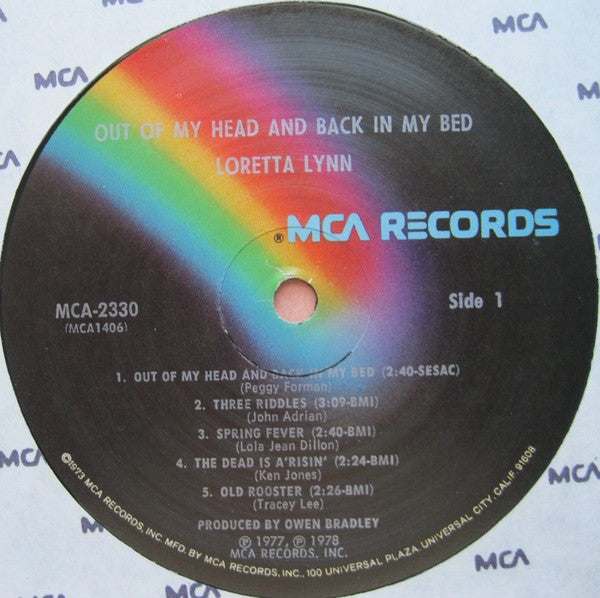 OUT OF MY HEAD AND BACK IN MY BED
LORETTA LYNN
® MCA RECORDS
MCA-2330
(MCA1406)
Side 1
1. OUT OF MY HEAD AND BACK IN MY BED (2:40-SESAC)
(Peggy Forman)
2. THREE RIDDLES (3:09-BMI)
(John Adrian)
3. SPRING FEVER (2:40-BMI)
(Lola Jean Dillon)
4. THE DEAD IS A'RISIN' (2:24-BMI)
(Ken Jones)
5. OLD ROOSTER (2:26-BMI)
(Tracey Lee)
PRODUCED BY OWEN BRADLEY
℗ 1977, ℗ 1978
MCA RECORDS, INC.
©1973 MCA RECORDS, INC. MFD. BY MCA RECORDS, INC., 100 UNIVERSAL PLAZA, UNIVERSAL CITY, CALIF. 91608
MCA
MCA
MCA
MCA
MCA
MCA
MCA
MCA